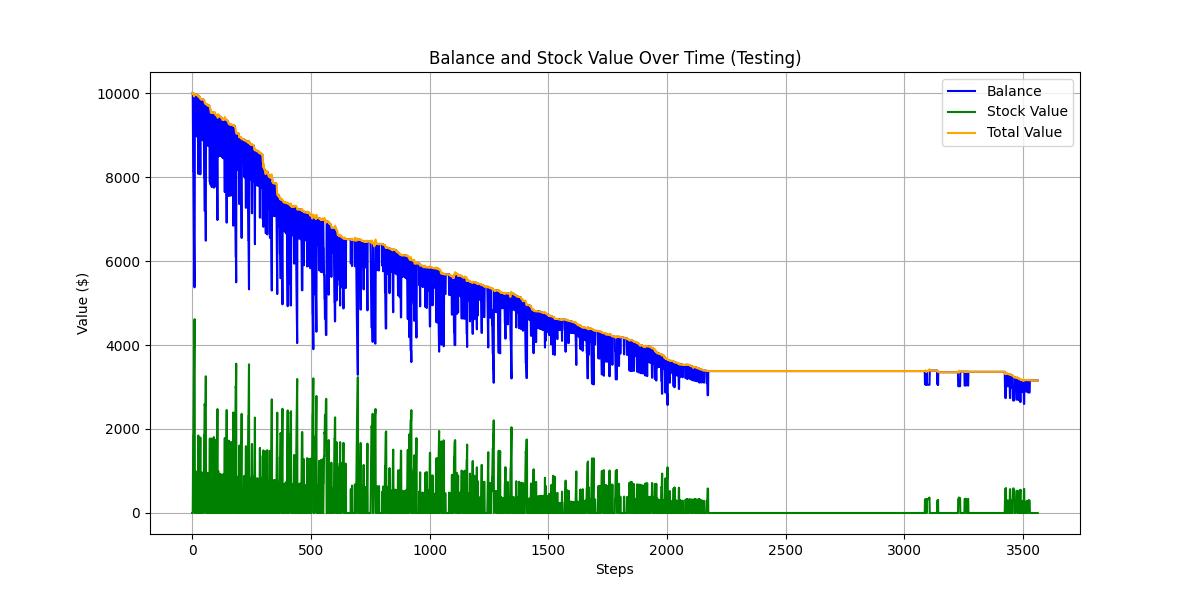 Balance and Stock Value Over Time (Testing)
Balance
Stock Value
Total Value
Value ($)
10000
8000
6000
4000
2000
0
0 500 1000 1500 2000 2500 3000 3500
Steps